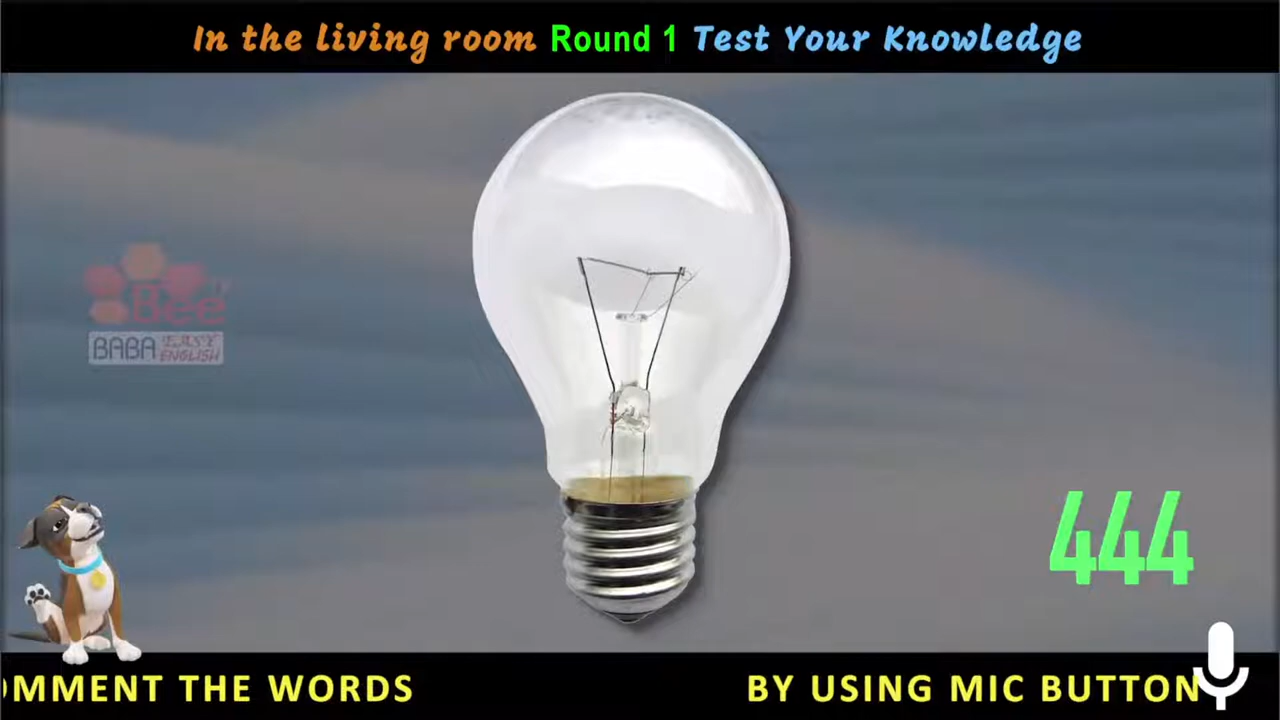 In the living room Round 1 Test Your Knowledge
Bee
BABA EASY ENGLISH
444
OMMENT THE WORDS BY USING MIC BUTTON